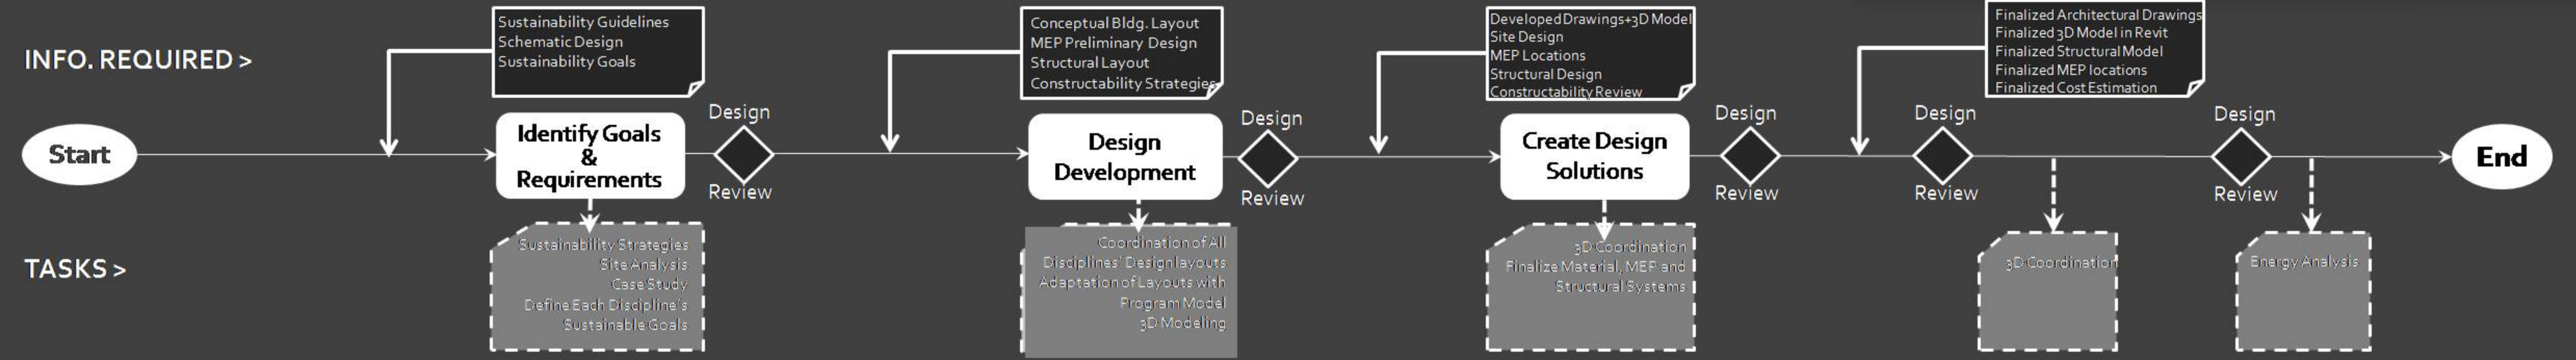 INFO. REQUIRED >
Sustainability Guidelines
Schematic Design
Sustainability Goals
Conceptual Bldg. Layout
MEP Preliminary Design
Structural Layout
Constructability Strategies
Developed Drawings+3D Model
Site Design
MEP Locations
Structural Design
Constructability Review
Finalized Architectural Drawings
Finalized 3D Model in Revit
Finalized Structural Model
Finalized MEP locations
Finalized Cost Estimation
Start
Identify Goals
&
Requirements
Design
Review
Design
Development
Design
Review
Create Design
Solutions
Design
Review
Design
Review
Design
Review
End
TASKS >
Sustainability Strategies
Site Analysis
Case Study
Define Each Discipline's
Sustainable Goals
Coordination of All
Disciplines' Design layouts
Adaptation of Layouts with
Program Model
3D Modeling
3D Coordination
Finalize Material, MEP and
Structural Systems
3D Coordination
Energy Analysis